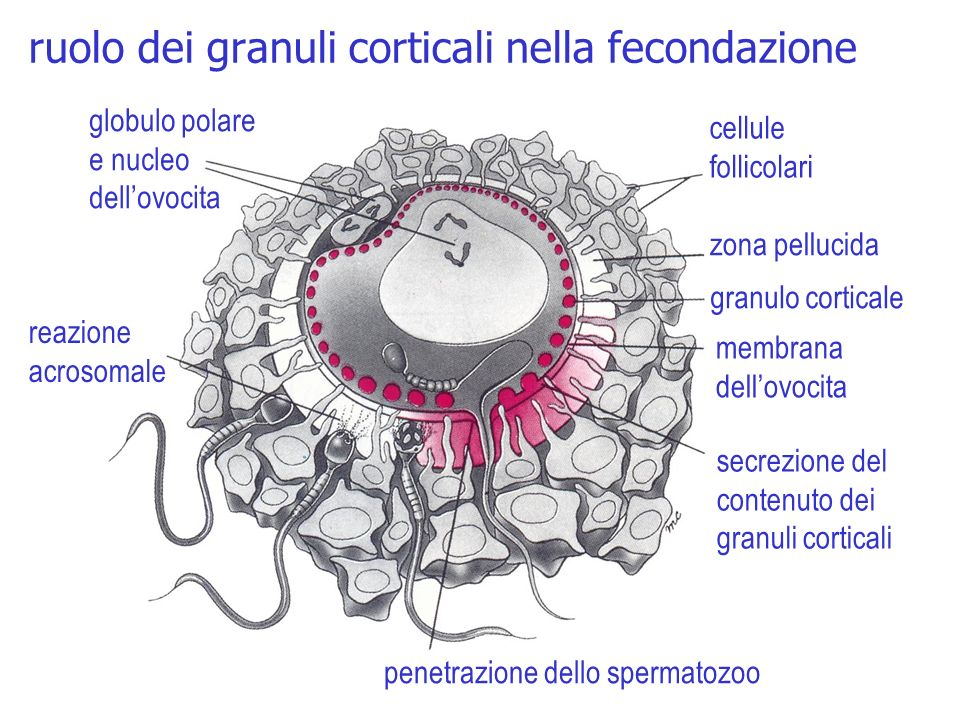 ruolo dei granuli corticali nella fecondazione
globulo polare
e nucleo
dell’ovocita
cellule
follicolari
zona pellucida
granulo corticale
reazione
acrosomale
membrana
dell’ovocita
secrezione del
contenuto dei
granuli corticali
mc
penetrazione dello spermatozoo